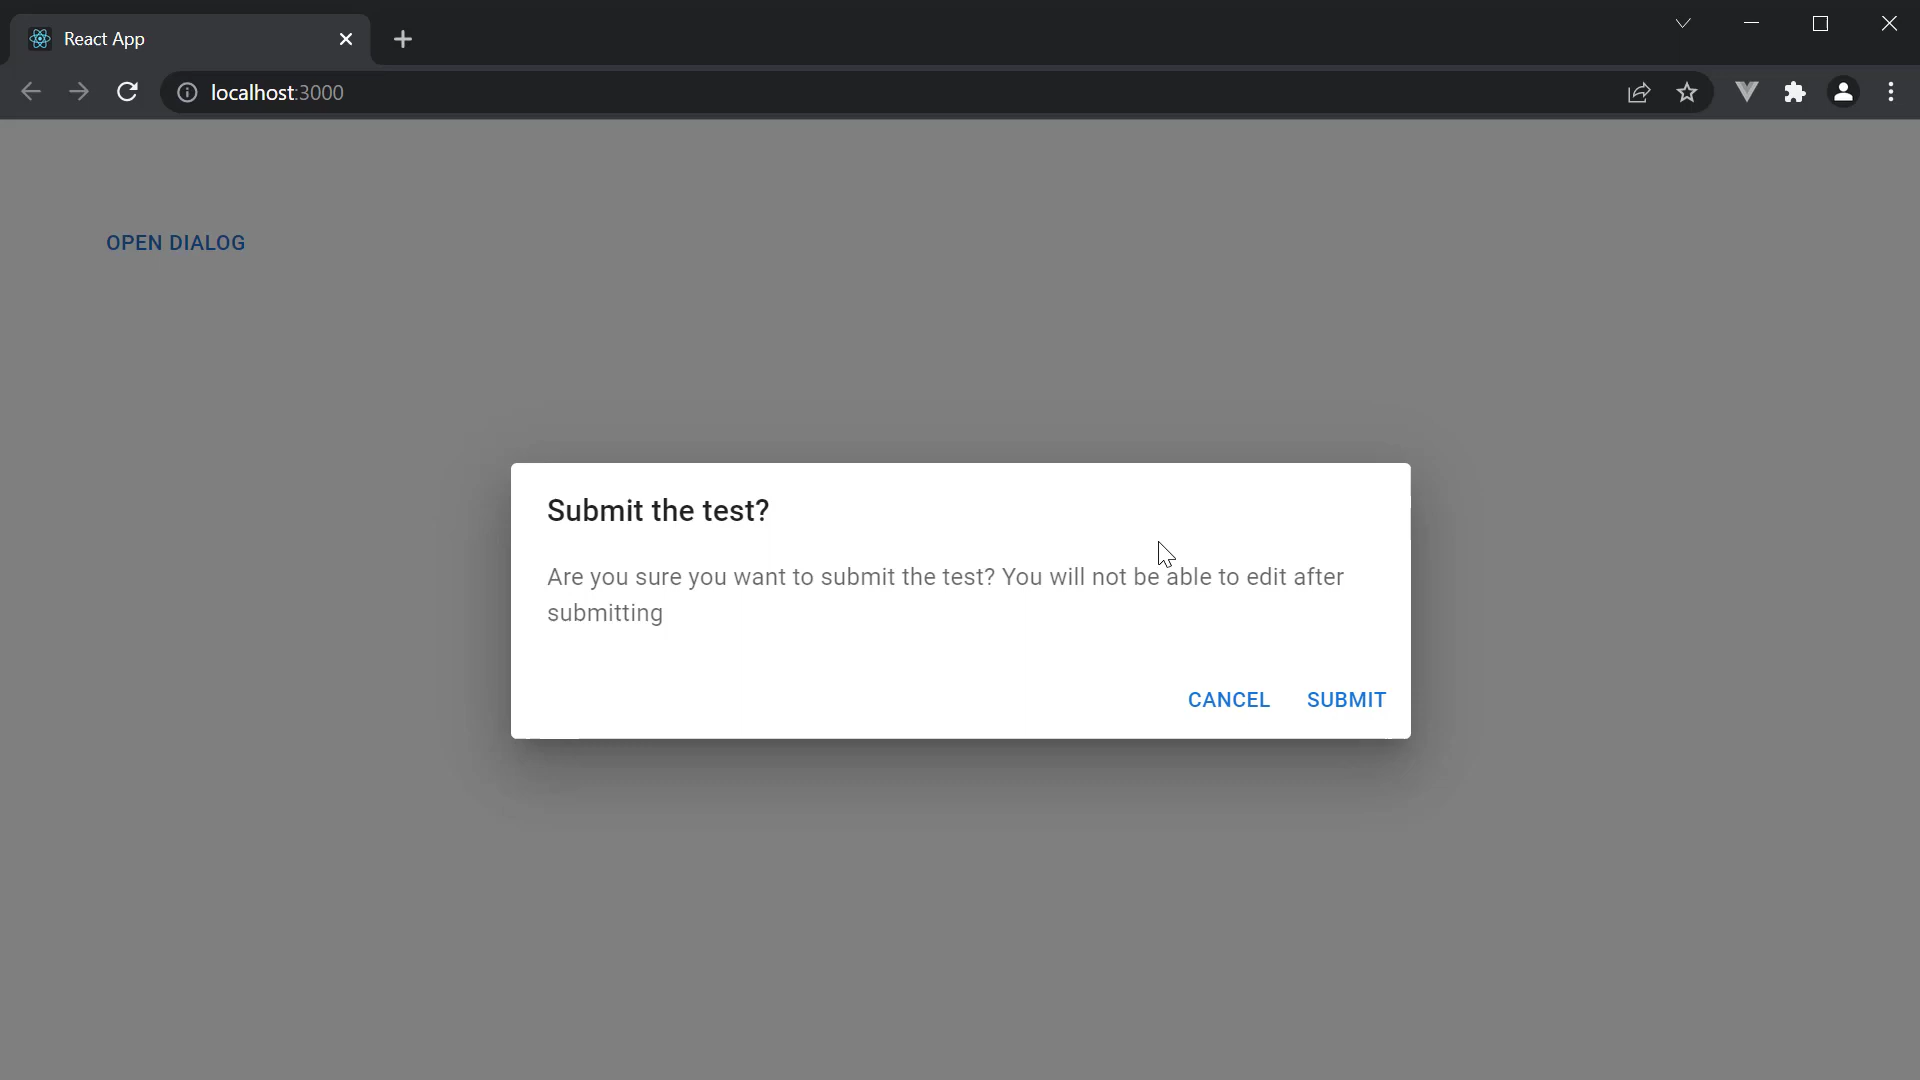 React App
localhost:3000
OPEN DIALOG
Submit the test?
Are you sure you want to submit the test? You will not be able to edit after
submitting
CANCEL SUBMIT